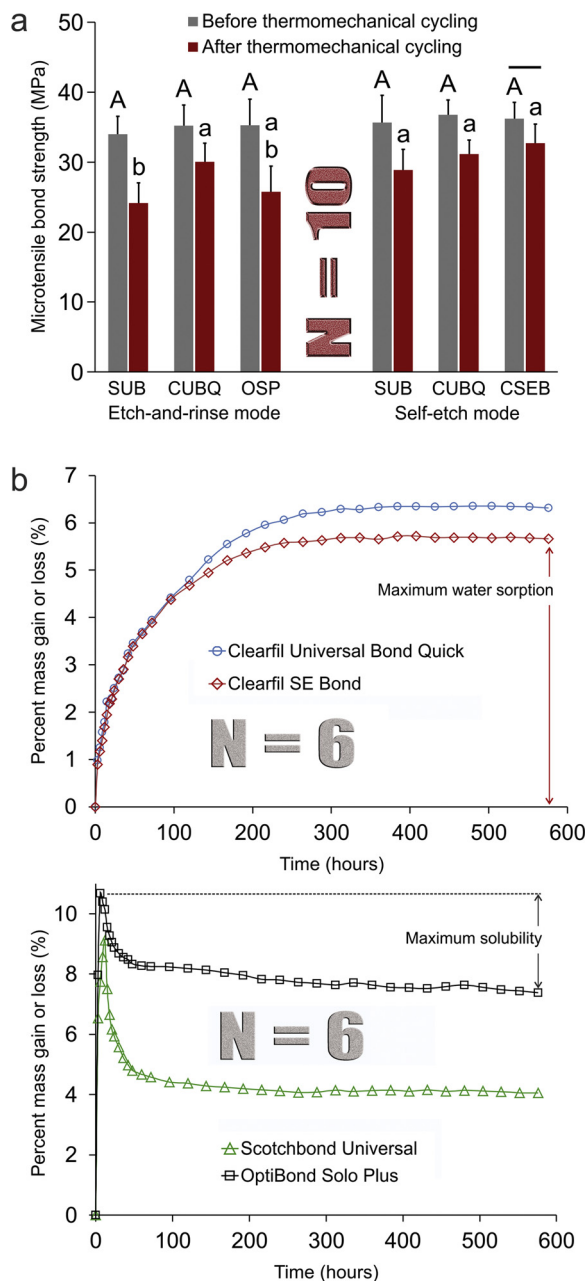 a
Before thermomechanical cycling
After thermomechanical cycling
Microtensile bond strength (MPa)
50
40
30
20
10
0
A
b
A
a
A
a
b
N = 10
A
a
A
a
A
a
SUB
CUBQ
OSP
SUB
CUBQ
CSEB
Etch-and-rinse mode
Self-etch mode
b
Percent mass gain or loss (%)
7
6
5
4
3
2
1
0
Maximum water sorption
Clearfil Universal Bond Quick
Clearfil SE Bond
N = 6
0
100
200
300
400
500
600
Time (hours)
Percent mass gain or loss (%)
10
8
6
4
2
0
Maximum solubility
N = 6
Scotchbond Universal
OptiBond Solo Plus
0
100
200
300
400
500
600
Time (hours)